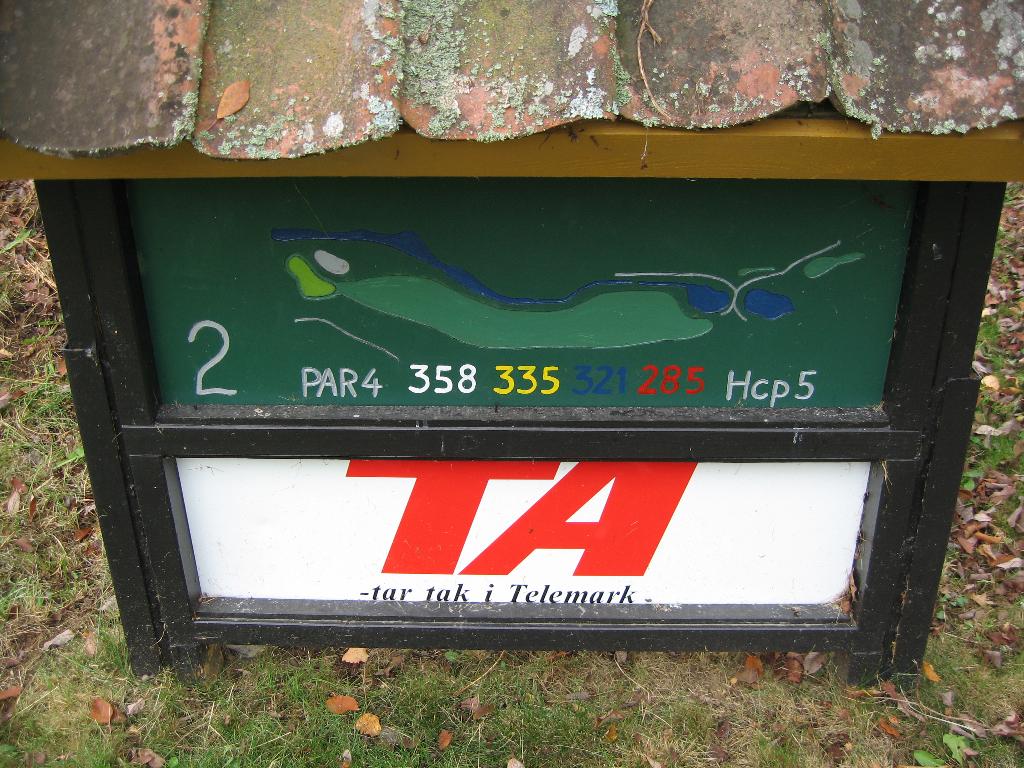 2 PAR4 358 335 321 285 Hcp5
TA
-tar tak i Telemark